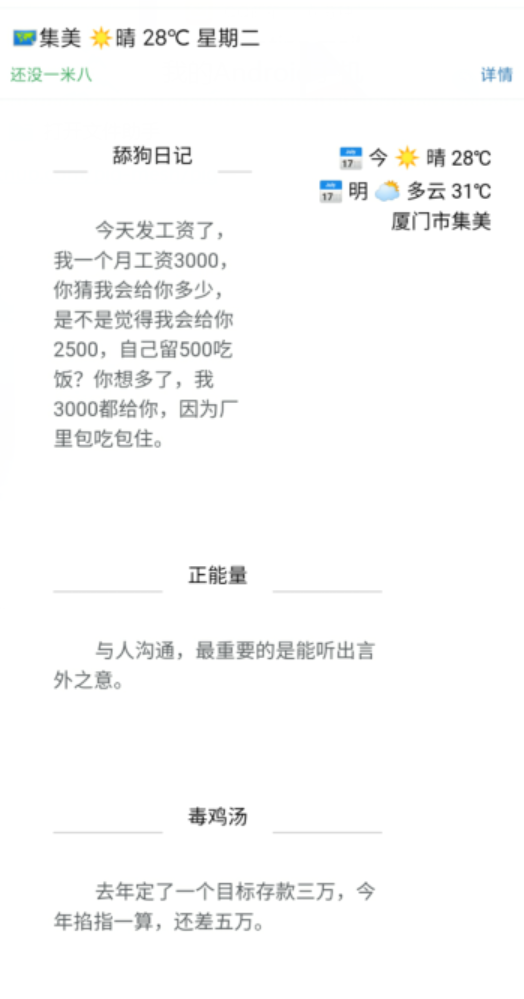 集美 晴 28℃ 星期二
还没一米八
详情
舔狗日记
今天发工资了，
我一个月工资3000，
你猜我会给你多少，
是不是觉得我会给你
2500，自己留500吃
饭？你想多了，我
3000都给你，因为厂
里包吃包住。
今 晴 28℃
明 多云 31℃
厦门市集美
正能量
与人沟通，最重要的是能听出言
外之意。
毒鸡汤
去年定了一个目标存款三万，今
年掐指一算，还差五万。